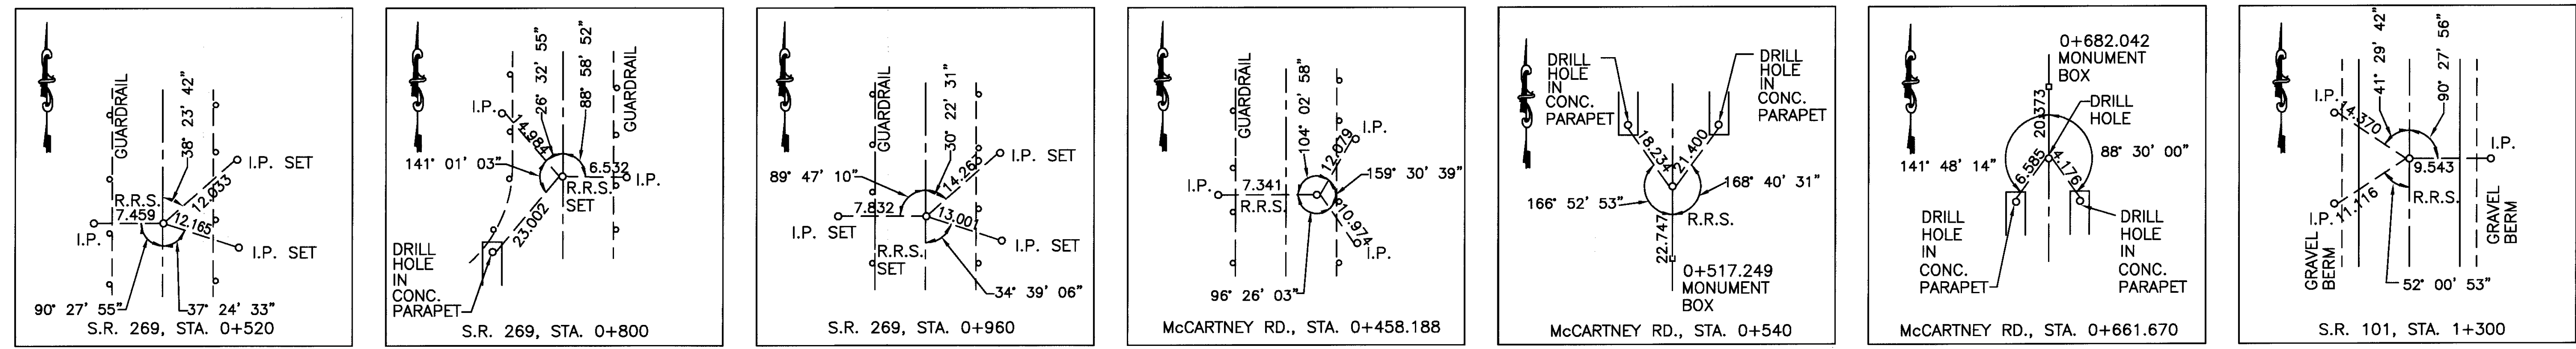 GUARDRAIL
38° 23' 42"
I.P. SET
12.033
R.R.S.
7.459
12.165
I.P.
I.P. SET
90° 27' 55"
37° 24' 33"
S.R. 269, STA. 0+520
26° 32' 55"
88° 58' 52"
GUARDRAIL
I.P.
14.984
141° 01' 03"
6.532
I.P.
R.R.S.
SET
23.002
DRILL
HOLE
IN
CONC.
PARAPET
S.R. 269, STA. 0+800
GUARDRAIL
30° 22' 31"
I.P. SET
89° 47' 10"
14.263
7.832
13.001
I.P. SET
I.P. SET
R.R.S.
SET
34° 39' 06"
S.R. 269, STA. 0+960
GUARDRAIL
104° 02' 58"
I.P.
12.079
159° 30' 39"
I.P.
7.341
R.R.S.
10.974
I.P.
96° 26' 03"
McCARTNEY RD., STA. 0+458.188
DRILL
HOLE
IN
CONC.
PARAPET
DRILL
HOLE
IN
CONC.
PARAPET
18.234
21.400
166° 52' 53"
168° 40' 31"
R.R.S.
22.747
0+517.249
MONUMENT
BOX
McCARTNEY RD., STA. 0+540
0+682.042
MONUMENT
BOX
20.373
DRILL
HOLE
141° 48' 14"
88° 30' 00"
6.585
4.176
DRILL
HOLE
IN
CONC.
PARAPET
DRILL
HOLE
IN
CONC.
PARAPET
McCARTNEY RD., STA. 0+661.670
41° 29' 42"
90° 27' 56"
I.P.
14.370
I.P.
9.543
R.R.S.
I.P.
11.116
GRAVEL
BERM
GRAVEL
BERM
52° 00' 53"
S.R. 101, STA. 1+300